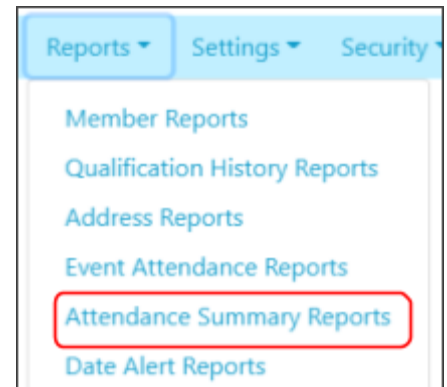 Reports Settings Security
Member Reports
Qualification History Reports
Address Reports
Event Attendance Reports
Attendance Summary Reports
Date Alert Reports